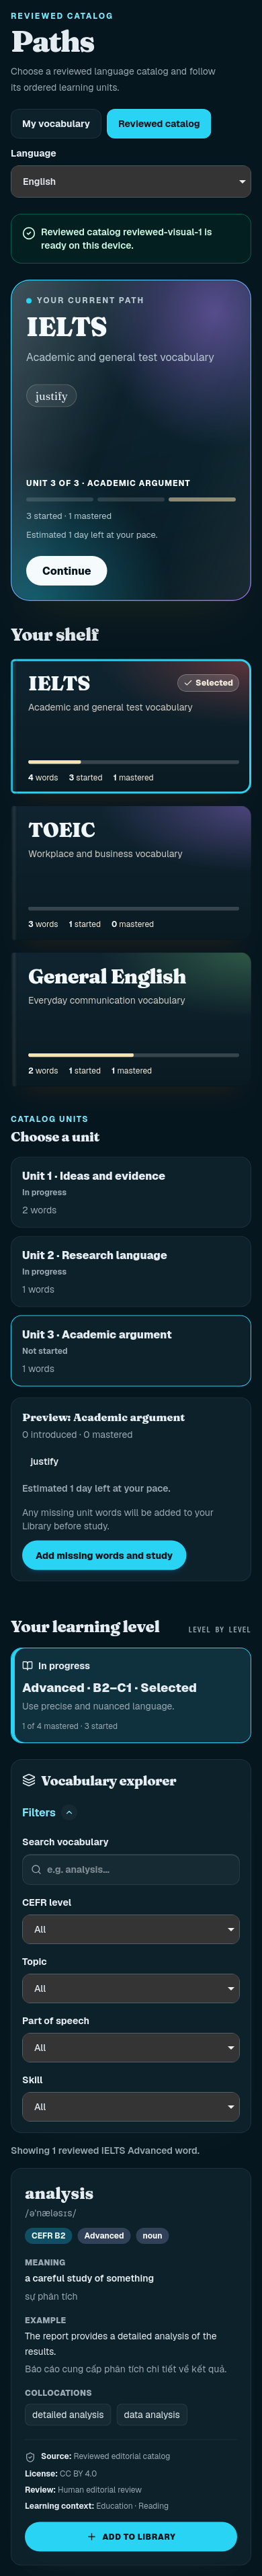 REVIEWED CATALOG
Paths
Choose a reviewed language catalog and follow
its ordered learning units.
My vocabulary
Reviewed catalog
Language
English
Reviewed catalog reviewed-visual-1 is
ready on this device.
YOUR CURRENT PATH
IELTS
Academic and general test vocabulary
justify
UNIT 3 OF 3 · ACADEMIC ARGUMENT
3 started · 1 mastered
Estimated 1 day left at your pace.
Continue
Your shelf
IELTS
Selected
Academic and general test vocabulary
4 words 3 started 1 mastered
TOEIC
Workplace and business vocabulary
3 words 1 started 0 mastered
General English
Everyday communication vocabulary
2 words 1 started 1 mastered
CATALOG UNITS
Choose a unit
Unit 1 · Ideas and evidence
In progress
2 words
Unit 2 · Research language
In progress
1 words
Unit 3 · Academic argument
Not started
1 words
Preview: Academic argument
0 introduced · 0 mastered
justify
Estimated 1 day left at your pace.
Any missing unit words will be added to your
Library before study.
Add missing words and study
Your learning level
LEVEL BY LEVEL
In progress
Advanced · B2–C1 · Selected
Use precise and nuanced language.
1 of 4 mastered · 3 started
Vocabulary explorer
Filters
Search vocabulary
e.g. analysis...
CEFR level
All
Topic
All
Part of speech
All
Skill
All
Showing 1 reviewed IELTS Advanced word.
analysis
/əˈnæləsɪs/
CEFR B2 Advanced noun
MEANING
a careful study of something
sự phân tích
EXAMPLE
The report provides a detailed analysis of the
results.
Báo cáo cung cấp phân tích chi tiết về kết quả.
COLLOCATIONS
detailed analysis data analysis
Source: Reviewed editorial catalog
License: CC BY 4.0
Review: Human editorial review
Learning context: Education · Reading
ADD TO LIBRARY